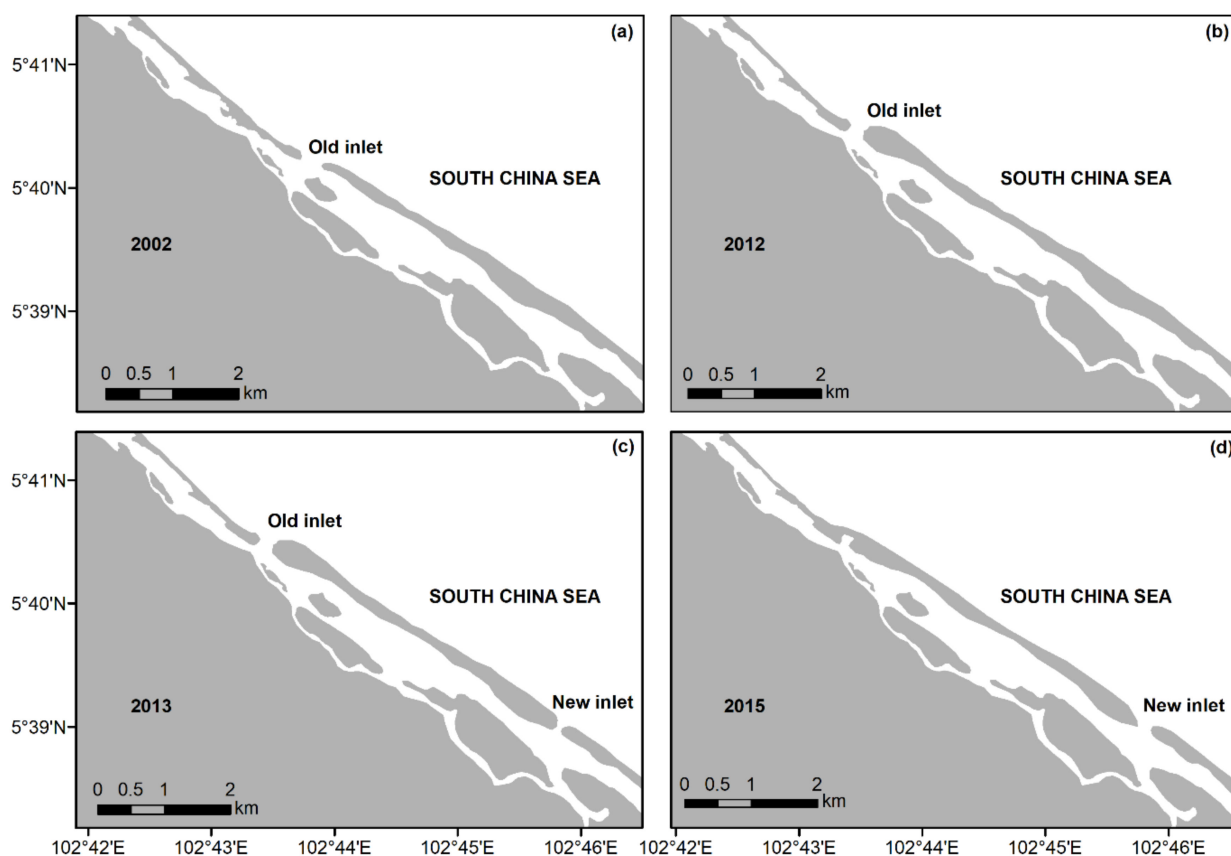 (a)
5°41'N
Old inlet
SOUTH CHINA SEA
5°40'N
2002
5°39'N
0 0.5 1 2
km
(b)
Old inlet
SOUTH CHINA SEA
2012
0 0.5 1 2
km
(c)
5°41'N
Old inlet
SOUTH CHINA SEA
5°40'N
New inlet
2013
5°39'N
0 0.5 1 2
km
102°42'E 102°43'E 102°44'E 102°45'E 102°46'E
(d)
SOUTH CHINA SEA
New inlet
2015
0 0.5 1 2
km
102°42'E 102°43'E 102°44'E 102°45'E 102°46'E